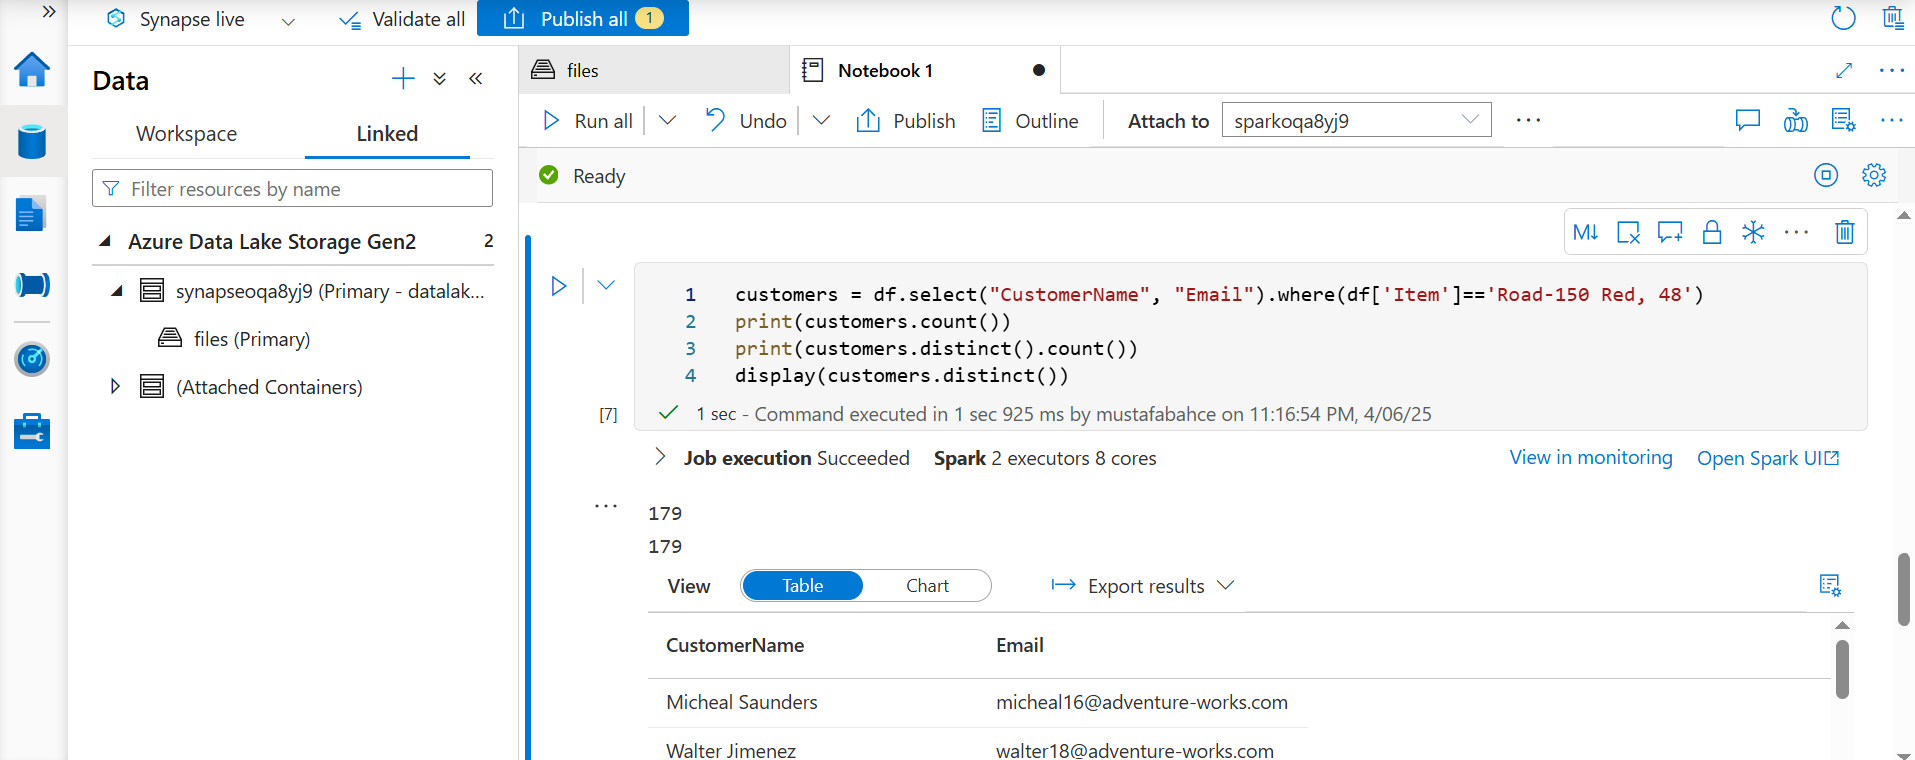 Synapse live
Validate all
Publish all 1
Data
Workspace
Linked
Filter resources by name
Azure Data Lake Storage Gen2 2
synapseoqa8yj9 (Primary - datalak...
files (Primary)
(Attached Containers)
files
Notebook 1
Run all
Undo
Publish
Outline
Attach to sparkoqa8yj9
Ready
M↓
1 customers = df.select("CustomerName", "Email").where(df['Item']=='Road-150 Red, 48')
2 print(customers.count())
3 print(customers.distinct().count())
4 display(customers.distinct())
[7] 1 sec - Command executed in 1 sec 925 ms by mustafabahce on 11:16:54 PM, 4/06/25
Job execution Succeeded Spark 2 executors 8 cores View in monitoring Open Spark UI
179
179
View Table Chart Export results
CustomerName Email
Micheal Saunders micheal16@adventure-works.com
Walter Jimenez walter18@adventure-works.com